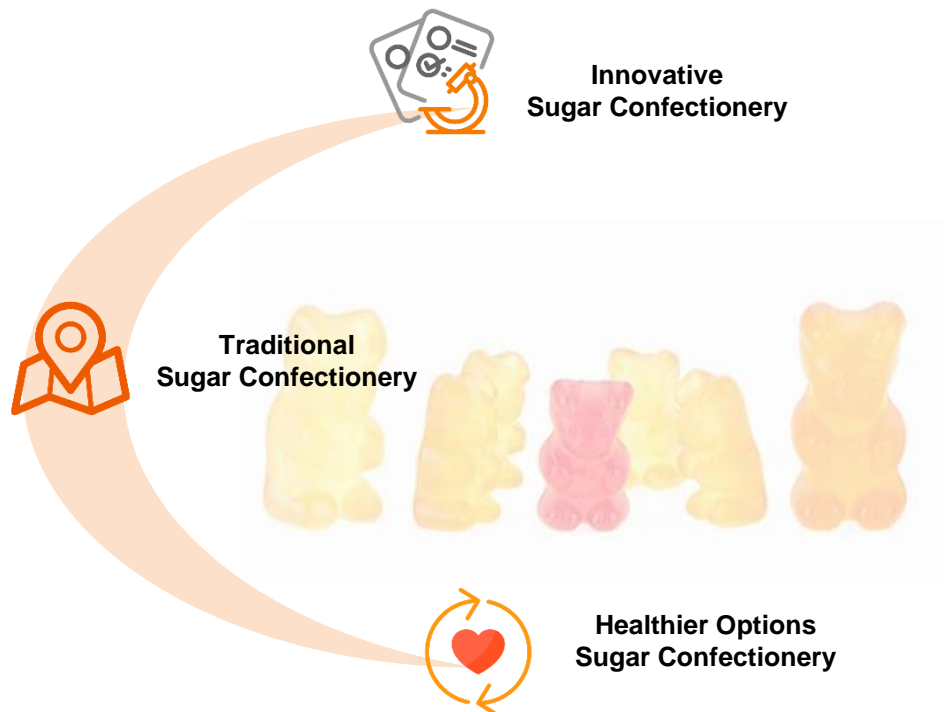 Innovative
Sugar Confectionery
Traditional
Sugar Confectionery
Healthier Options
Sugar Confectionery